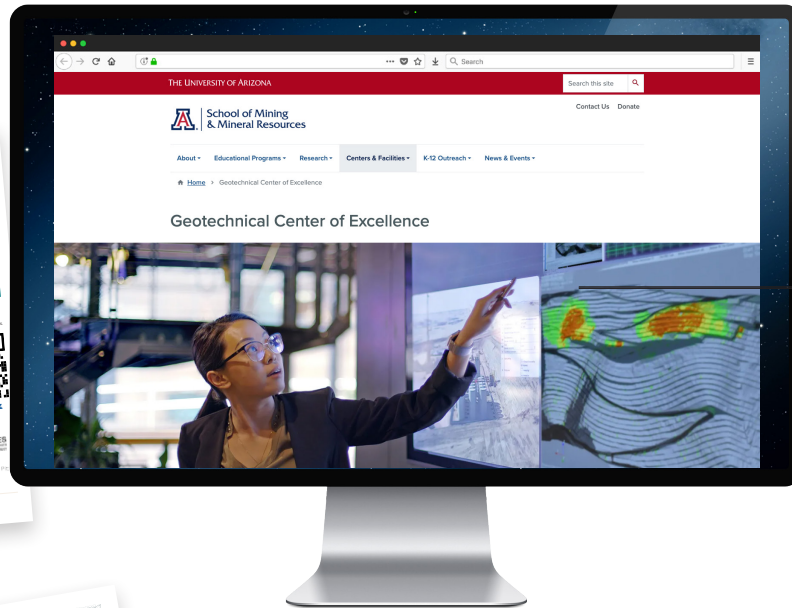 Search
THE UNIVERSITY OF ARIZONA
Search this site
Contact Us Donate
A.
School of Mining
& Mineral Resources
About Educational Programs Research Centers & Facilities K-12 Outreach News & Events
Home > Geotechnical Center of Excellence
Geotechnical Center of Excellence